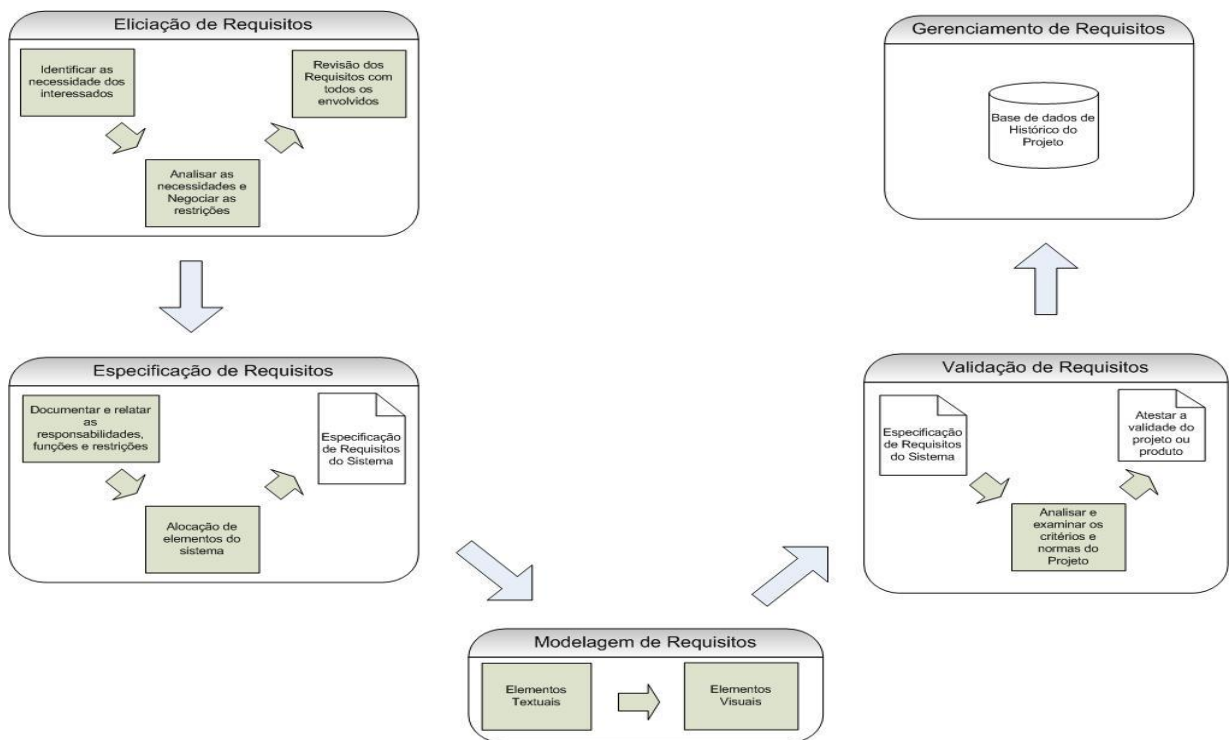 Eliciação de Requisitos
Identificar as
necessidade dos
interessados
Revisão dos
Requisitos com
todos os
envolvidos
Analisar as
necessidades e
Negociar as
restrições
Especificação de Requisitos
Documentar e relatar
as
responsabilidades,
funções e restrições
Especificação
de Requisitos
do Sistema
Alocação de
elementos do
sistema
Modelagem de Requisitos
Elementos
Textuais
Elementos
Visuais
Validação de Requisitos
Especificação
de Requisitos
do Sistema
Atestar a
validade do
projeto ou
produto
Analisar e
examinar os
critérios e
normas do
Projeto
Gerenciamento de Requisitos
Base de dados de
Histórico do
Projeto